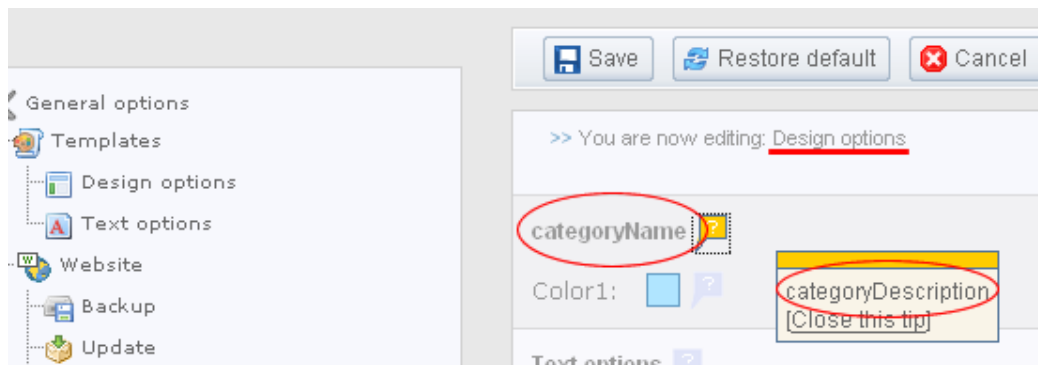 Save
Restore default
Cancel
General options
Templates
Design options
Text options
Website
Backup
Update
>> You are now editing: Design options
categoryName ?
Color1: ?
categoryDescription
[Close this tip]
Text options ?